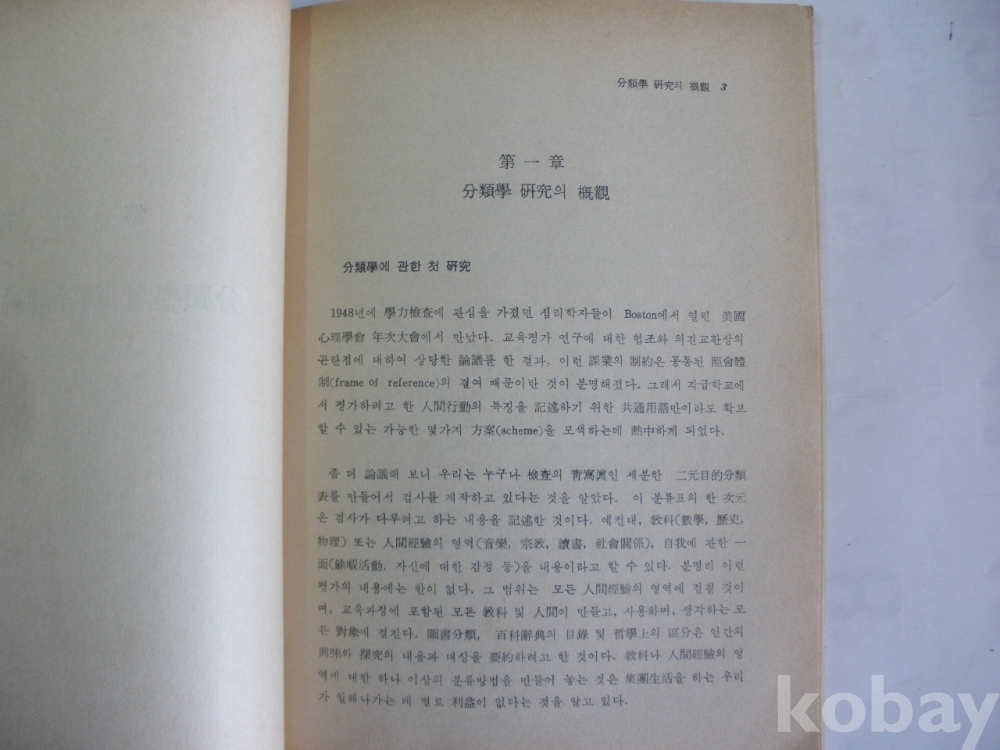 分類學 研究의 槪觀 3
第一章
分類學 研究의 槪觀
分類學에 관한 첫 研究
1948년에 學力檢査에 관심을 가졌던 심리학자들이 Boston에서 열린 美國
心理學會 年次大會에서 만났다. 교육평가 연구에 대한 협조와 의견교환상의
곤란점에 대하여 상당한 論議를 한 결과, 이런 課業의 制約은 공통된 照會體
制(frame of reference)의 결여 때문이란 것이 분명해졌다. 그래서 각급학교에
서 평가하려고 한 人間行動의 특징을 記述하기 위한 共通用語만이라도 확보
할 수 있는 가능한 몇가지 方案(scheme)을 모색하는데 熱中하게 되었다.
좀 더 論議해 보니 우리는 누구나 檢査의 靑寫眞인 세분한 二元目的分類
表를 만들어서 검사를 제작하고 있다는 것을 알았다. 이 분류표의 한 次元
은 검사가 다루려고 하는 내용을 記述한 것이다. 예컨대, 敎科(數學, 歷史,
物理) 또는 人間經驗의 영역(音樂, 宗敎, 讀書, 社會關係), 自我에 관한 一
面(餘暇活動, 자신에 대한 감정 등)을 내용이라고 할 수 있다. 분명히 이런
평가의 내용에는 한이 없다. 그 범위는 모든 人間經驗의 영역에 걸칠 것이
며, 교육과정에 포함된 모든 敎科 및 人間이 만들고, 사용하며, 생각하는 모
든 對象에 걸친다. 圖書分類, 百科辭典의 目錄 및 哲學上의 區分은 인간의
興味와 探究의 내용과 대상을 要約하려고 한 것이다. 敎科나 人間經驗의 영
역에 대한 하나 이상의 분류방법을 만들어 놓는 것은 集團生活을 하는 우리
가 일해나가는 데 별로 利益이 없다는 것을 알고 있다.
kobay